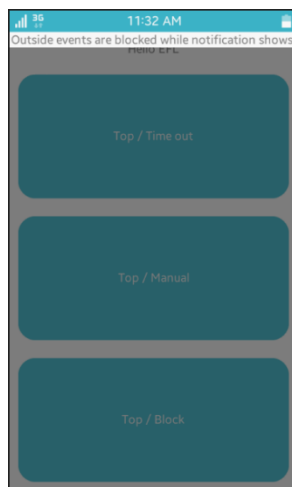 3G
11:32 AM
Outside events are blocked while notification shows
Hello EFL
Top / Time out
Top / Manual
Top / Block